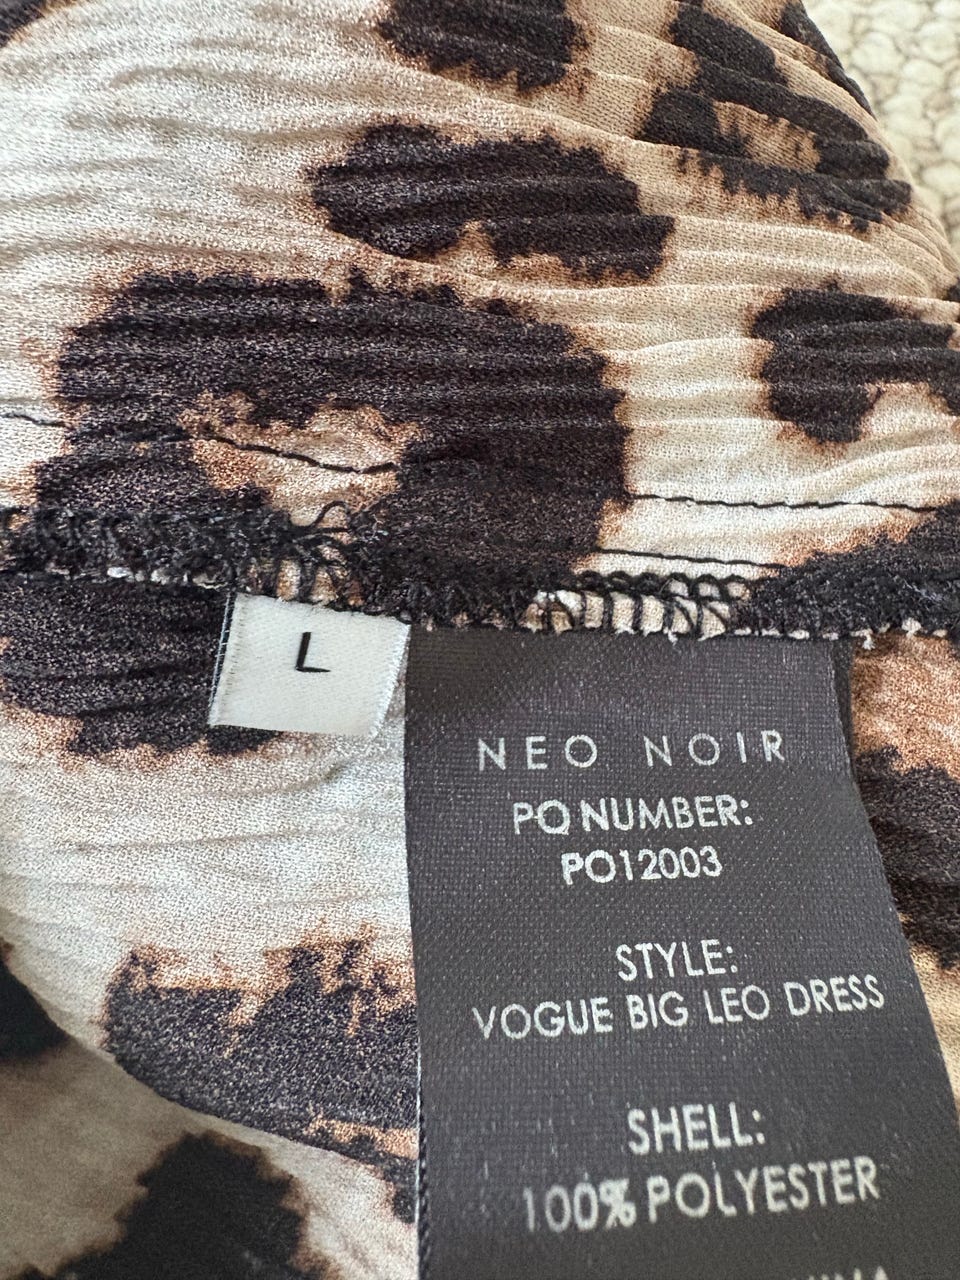 L
NEO NOIR
PO NUMBER:
PO12003
STYLE:
VOGUE BIG LEO DRESS
SHELL:
100% POLYESTER